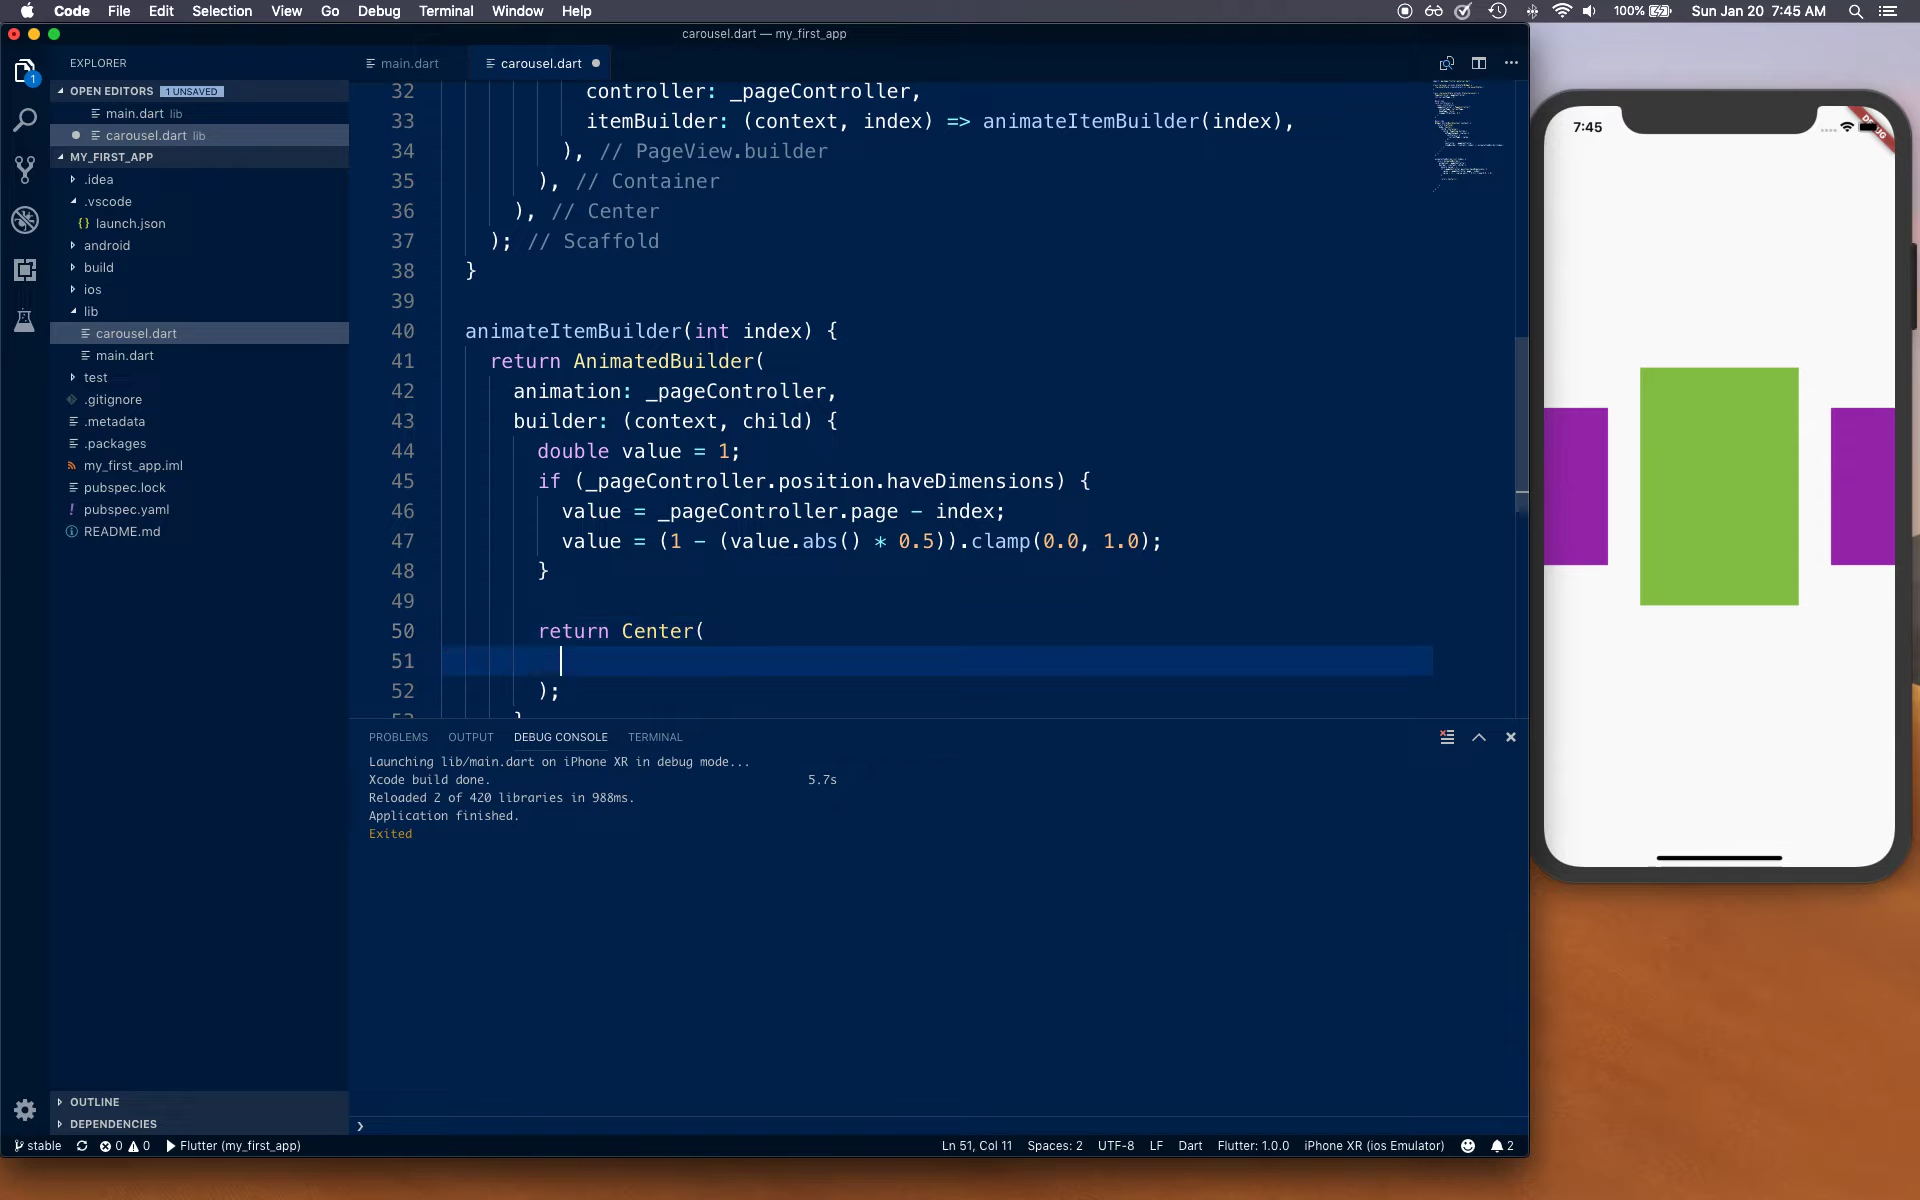 Code File Edit Selection View Go Debug Terminal Window Help
100% Sun Jan 20 7:45 AM
carousel.dart — my_first_app
EXPLORER
OPEN EDITORS 1 UNSAVED
main.dart lib
carousel.dart lib
MY_FIRST_APP
.idea
.vscode
{} launch.json
android
build
ios
lib
carousel.dart
main.dart
test
.gitignore
.metadata
.packages
my_first_app.iml
pubspec.lock
! pubspec.yaml
README.md
OUTLINE
DEPENDENCIES
1
main.dart carousel.dart
32 controller: _pageController,
33 itemBuilder: (context, index) => animateItemBuilder(index),
34 ), // PageView.builder
35 ), // Container
36 ), // Center
37 ); // Scaffold
38 }
39
40 animateItemBuilder(int index) {
41 return AnimatedBuilder(
42 animation: _pageController,
43 builder: (context, child) {
44 double value = 1;
45 if (_pageController.position.haveDimensions) {
46 value = _pageController.page - index;
47 value = (1 - (value.abs() * 0.5)).clamp(0.0, 1.0);
48 }
49
50 return Center(
51
52 );
PROBLEMS OUTPUT DEBUG CONSOLE TERMINAL
Launching lib/main.dart on iPhone XR in debug mode...
Xcode build done. 5.7s
Reloaded 2 of 420 libraries in 988ms.
Application finished.
Exited
stable 0 0 Flutter (my_first_app) Ln 51, Col 11 Spaces: 2 UTF-8 LF Dart Flutter: 1.0.0 iPhone XR (ios Emulator) 2
7:45
DEBUG